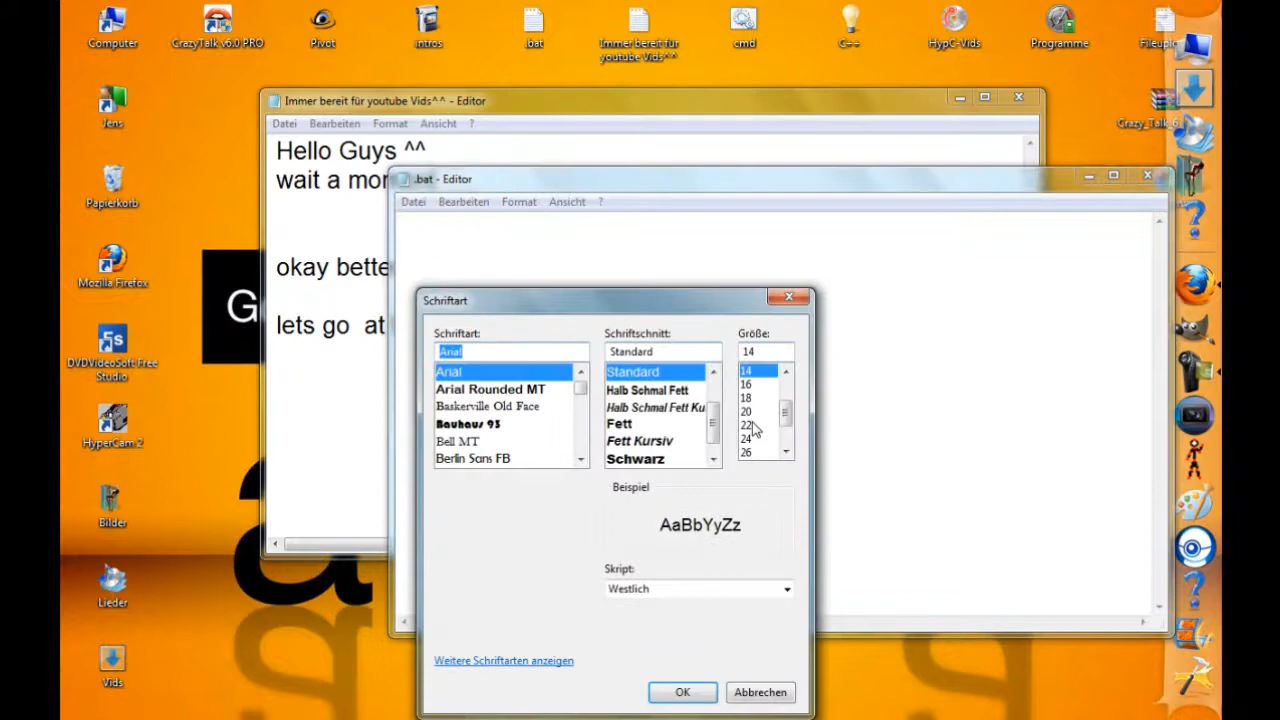 Computer
CrazyTalk v6.0 PRO
Pivot
intros
.bat
Immer bereit für
youtube Vids^^
cmd
C++
HypC-Vids
Programme
Jens
Papierkorb
Mozilla Firefox
DVDVideoSoft Free
Studio
HyperCam 2
Bilder
Lieder
Vids
Immer bereit für youtube Vids^^ - Editor
Datei Bearbeiten Format Ansicht ?
Hello Guys ^^
wait a mor
okay bette
lets go at
.bat - Editor
Datei Bearbeiten Format Ansicht ?
Schriftart
Schriftart: Schriftschnitt: Größe:
Arial Standard 14
Arial Standard 14
Arial Rounded MT Halb Schmal Fett 16
Baskerville Old Face Halb Schmal Fett Ku 18
Bauhaus 93 Fett 20
Bell MT Fett Kursiv 22
Berlin Sans FB Schwarz 24
26
Beispiel
AaBbYyZz
Skript:
Westlich
Weitere Schriftarten anzeigen
OK Abbrechen
G
a